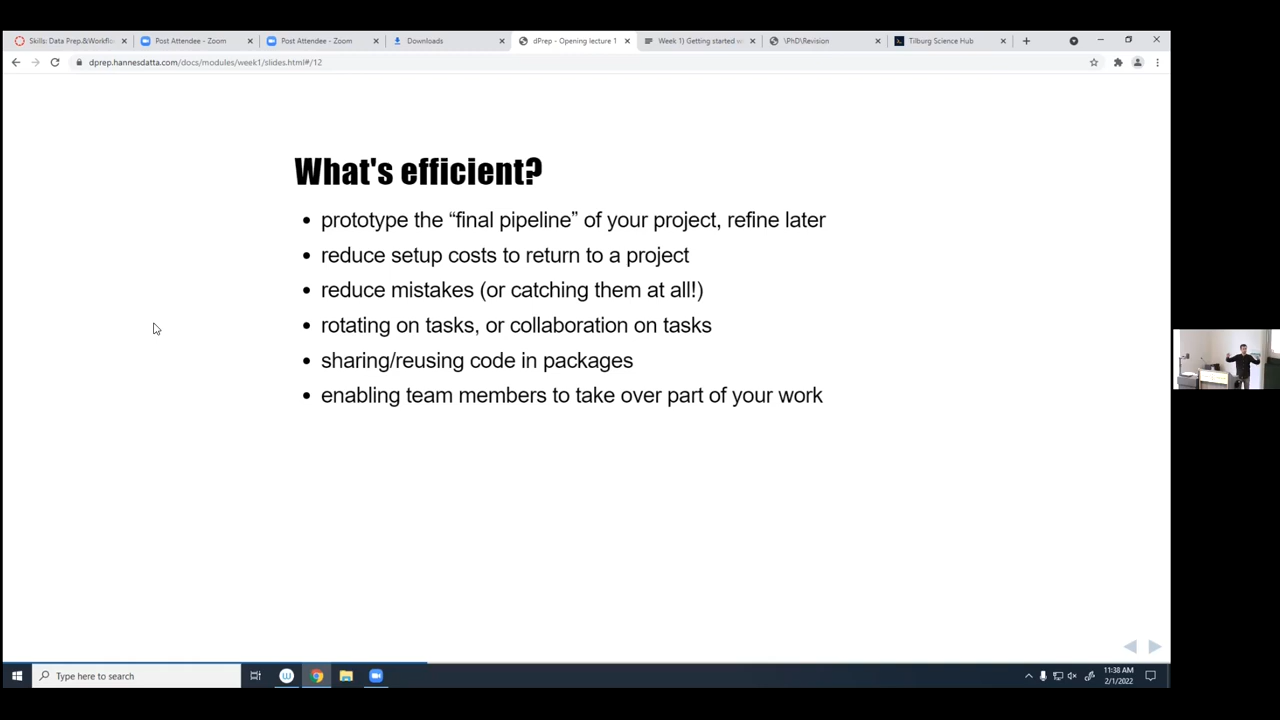 Skills: Data Prep.&Workflo
Post Attendee - Zoom
Post Attendee - Zoom
Downloads
dPrep - Opening lecture 1
Week 1) Getting started w
\PhD\Revision
Tilburg Science Hub
dprep.hannesdatta.com/docs/modules/week1/slides.html#/12
What's efficient?
• prototype the “final pipeline” of your project, refine later
• reduce setup costs to return to a project
• reduce mistakes (or catching them at all!)
• rotating on tasks, or collaboration on tasks
• sharing/reusing code in packages
• enabling team members to take over part of your work
Type here to search
11:38 AM
2/1/2022